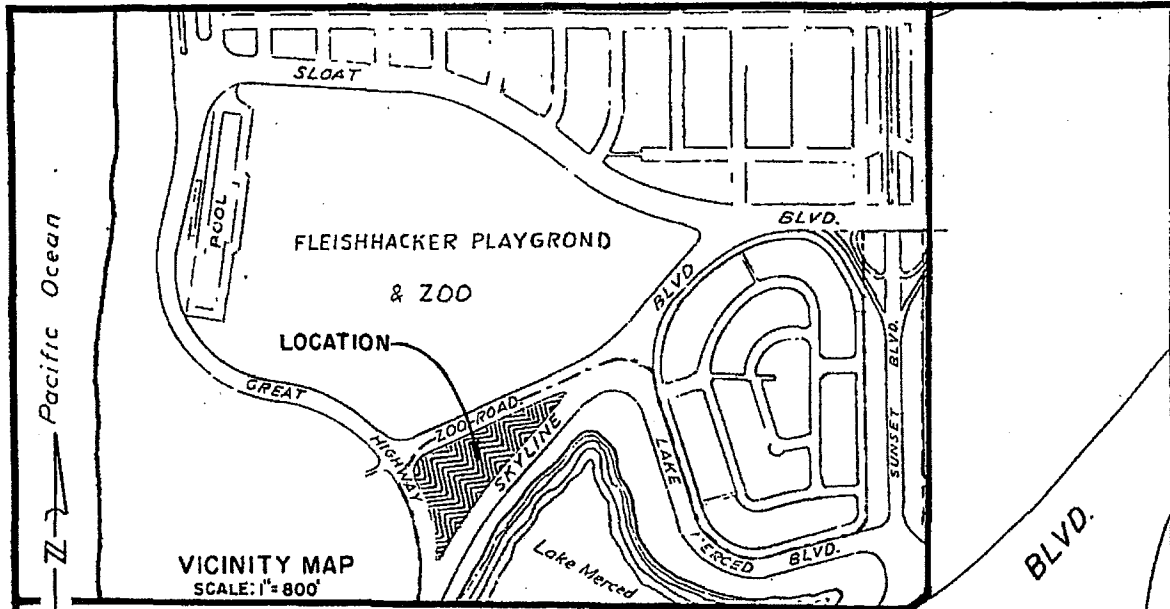 SLOAT
BLVD.
POOL
FLEISHHACKER PLAYGROND
& ZOO
BLVD
LOCATION
Pacific Ocean
N
GREAT
HIGHWAY
ZOO ROAD.
SKYLINE
LAKE
MERCED
BLVD.
SUNSET
BLVD.
Lake Merced
VICINITY MAP
SCALE: 1"= 800'
BLVD.